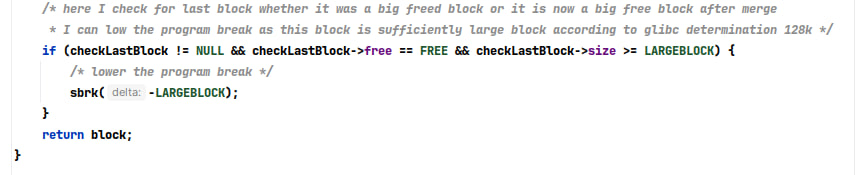 /* here I check for last block whether it was a big freed block or it is now a big free block after merge
 * I can low the program break as this block is sufficiently large block according to glibc determination 128k */
if (checkLastBlock != NULL && checkLastBlock->free == FREE && checkLastBlock->size >= LARGEBLOCK) {
    /* lower the program break */
    sbrk( delta: -LARGEBLOCK);
}
return block;
}